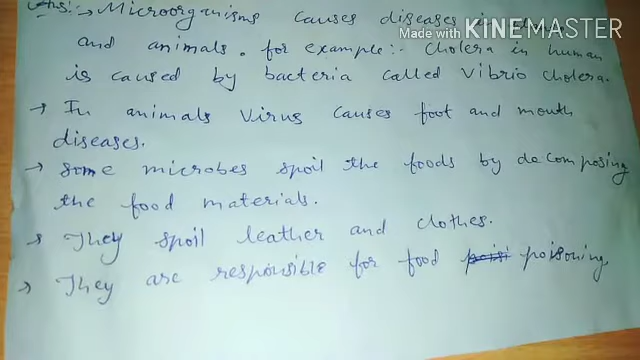 Ans:- → Microorganisms causes diseases in
Made with KINEMASTER
and animals. for example:- Cholera in human
is caused by bacteria called Vibrio cholera.
→ In animals virus causes foot and mouth
diseases.
→ Some microbes spoil the foods by decomposing
the food materials.
→ They spoil leather and clothes.
→ They are responsible for food poisoning,